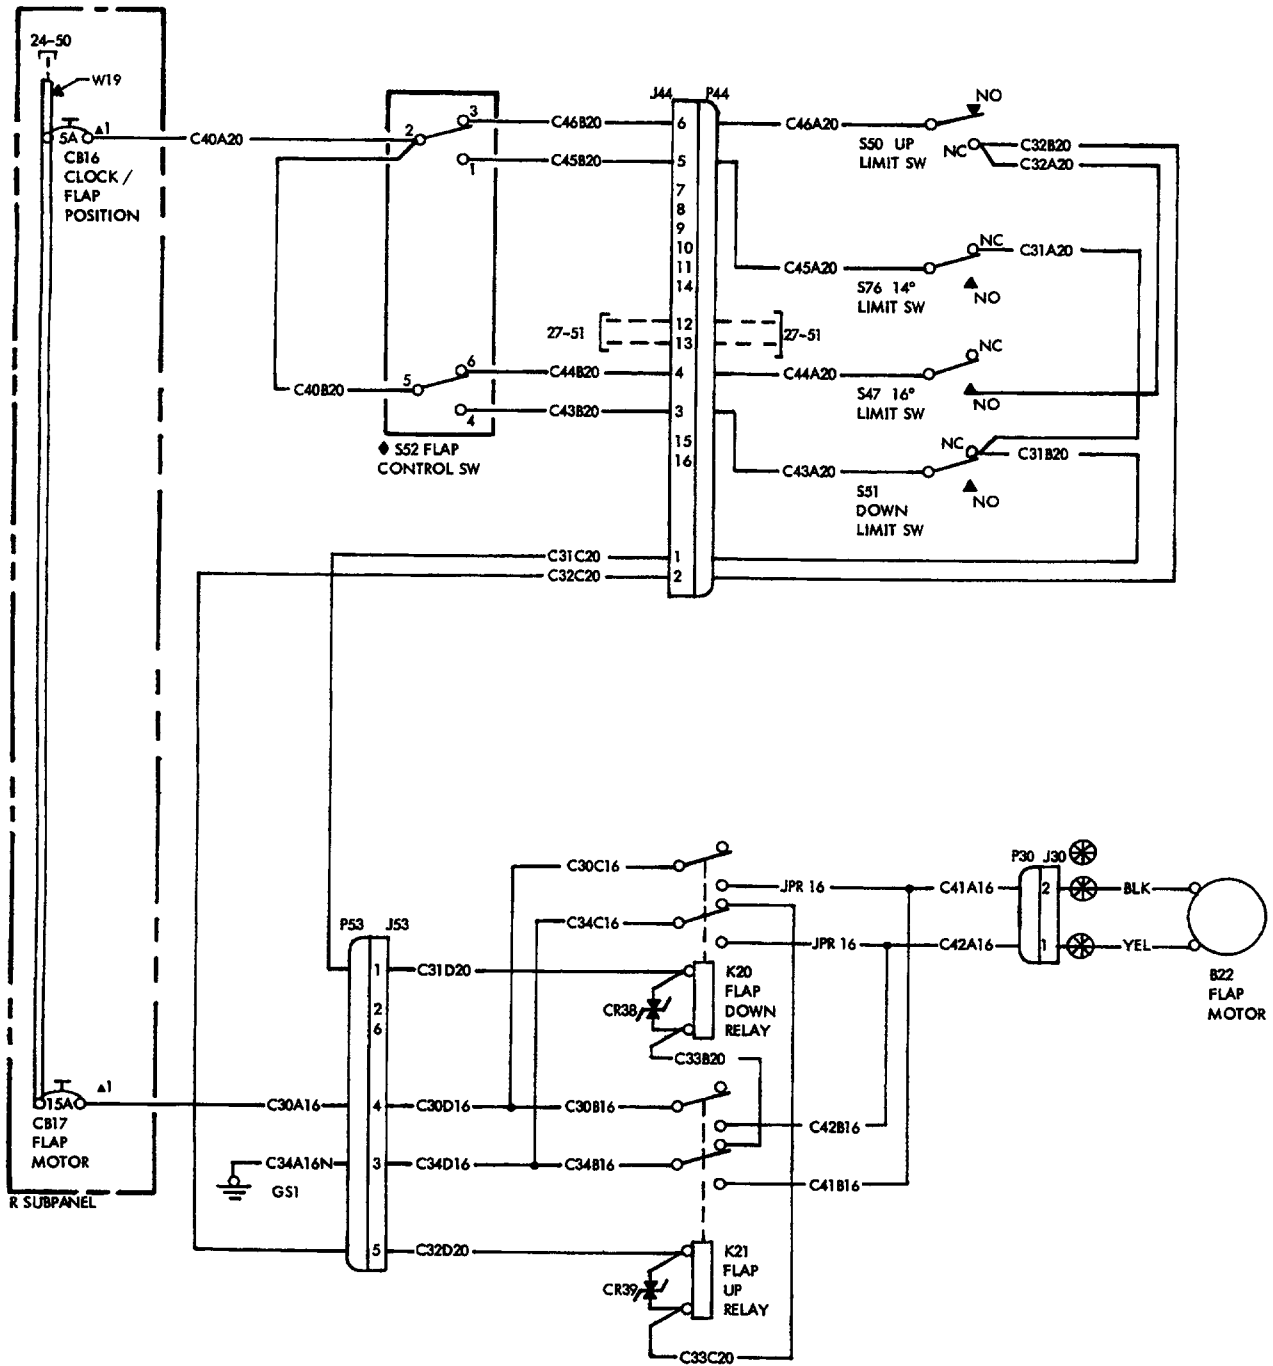 24-50
W19
5A
▲1
CB16
CLOCK /
FLAP
POSITION
C40A20
2
3
1
C46B20
C45B20
J44
P44
6
5
7
8
9
10
11
14
12
13
4
3
15
16
1
2
C46A20
NO
S50 UP
LIMIT SW
NC
C32B20
C32A20
C45A20
NC
C31A20
S76 14°
LIMIT SW
NO
27-51
27-51
C40B20
5
6
4
C44B20
C43B20
C44A20
NC
S47 16°
LIMIT SW
NO
◆ S52 FLAP
CONTROL SW
C43A20
NC
C31B20
S51
DOWN
LIMIT SW
NO
C31C20
C32C20
C30C16
JPR 16
C41A16
P30
J30
2
1
BLK
YEL
C34C16
JPR 16
C42A16
B22
FLAP
MOTOR
P53
J53
1
2
6
4
3
5
C31D20
CR38
K20
FLAP
DOWN
RELAY
C33B20
15A
▲1
CB17
FLAP
MOTOR
C30A16
C30D16
C30B16
C42B16
C34A16N
GS1
C34D16
C34B16
C41B16
R SUBPANEL
C32D20
CR39
K21
FLAP
UP
RELAY
C33C20